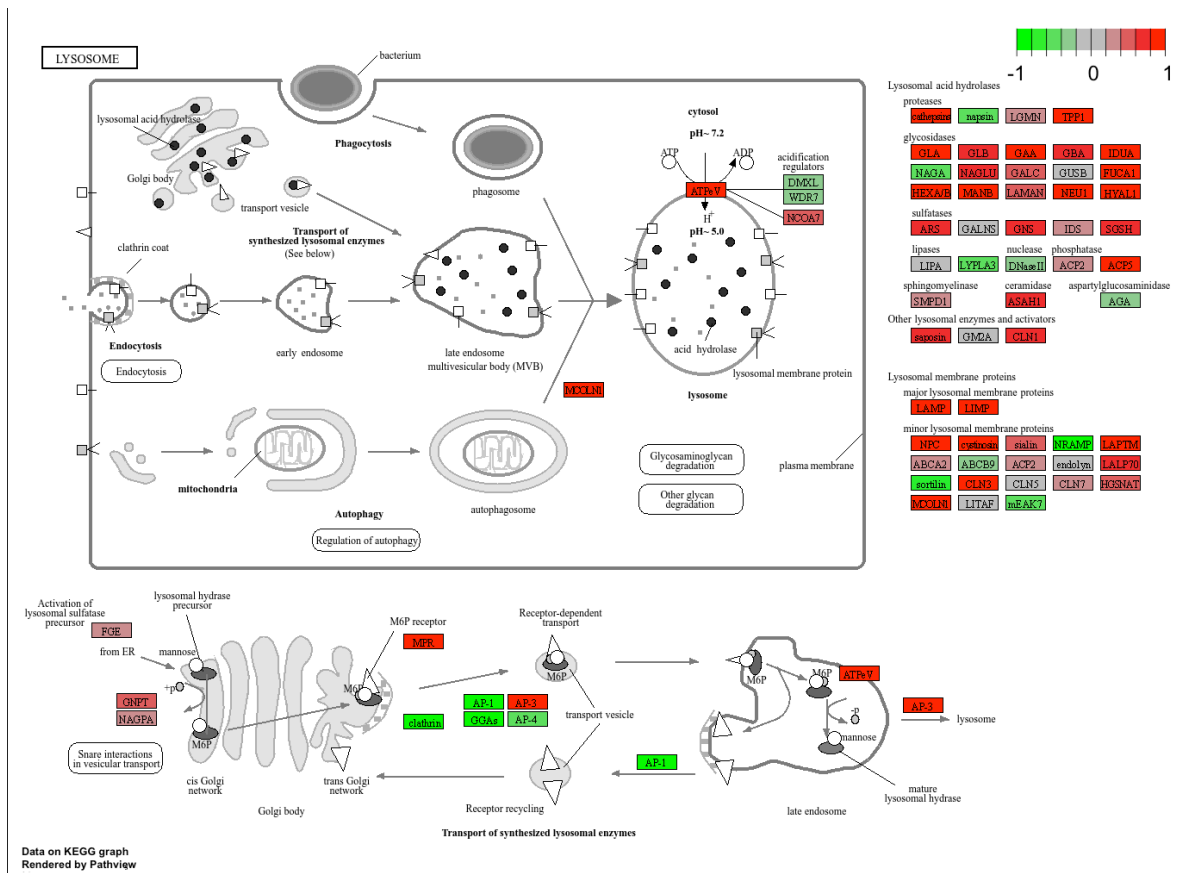 LYSOSOME
bacterium
-1
0
1
lysosomal acid hydrolase
Phagocytosis
Golgi body
transport vesicle
phagosome
cytosol
pH~ 7.2
ATP
ADP
ATPeV
H+
pH~ 5.0
acidification
regulators
DMXL
WDR7
NCOA7
clathrin coat
Transport of
synthesized lysosomal enzymes
(See below)
Endocytosis
Endocytosis
early endosome
late endosome
multivesicular body (MVB)
MCOLN1
acid hydrolase
lysosomal membrane protein
lysosome
mitochondria
Autophagy
Regulation of autophagy
autophagosome
Glycosaminoglycan
degradation
Other glycan
degradation
plasma membrane
Lysosomal acid hydrolases
proteases
cathepsins napsin LGMN TPP1
glycosidases
GLA GLB GAA GBA IDUA
NAGA NAGLU GALC GUSB FUCA1
HEXA/B MANB LAMAN NEU1 HYAL1
sulfatases
ARS GALNS GNS IDS SGSH
lipases nuclease phosphatase
LIPA LYPLA3 DNaseII ACP2 ACP5
sphingomyelinase ceramidase aspartylglucosaminidase
SMPD1 ASAH1 AGA
Other lysosomal enzymes and activators
saposin GM2A CLN1
Lysosomal membrane proteins
major lysosomal membrane proteins
LAMP LIMP
minor lysosomal membrane proteins
NPC cystinosin sialin NRAMP LAPTM
ABCA2 ABCB9 ACP2 endolyn LALP70
sortilin CLN3 CLN5 CLN7 HGSNAT
MCOLN1 LITAF mEAK7
Activation of
lysosomal sulfatase
precursor
FGE
lysosomal hydrase
precursor
from ER
mannose
+p
GNPT
NAGPA
M6P
Snare interactions
in vesicular transport
cis Golgi
network
Golgi body
trans Golgi
network
M6P receptor
MPR
M6P
clathrin
AP-1 AP-3
GGAs AP-4
Receptor-dependent
transport
M6P
transport vesicle
Receptor recycling
AP-1
M6P
M6P
ATPeV
-p
mannose
AP-3
lysosome
mature
lysosomal hydrase
late endosome
Transport of synthesized lysosomal enzymes
Data on KEGG graph
Rendered by Pathview